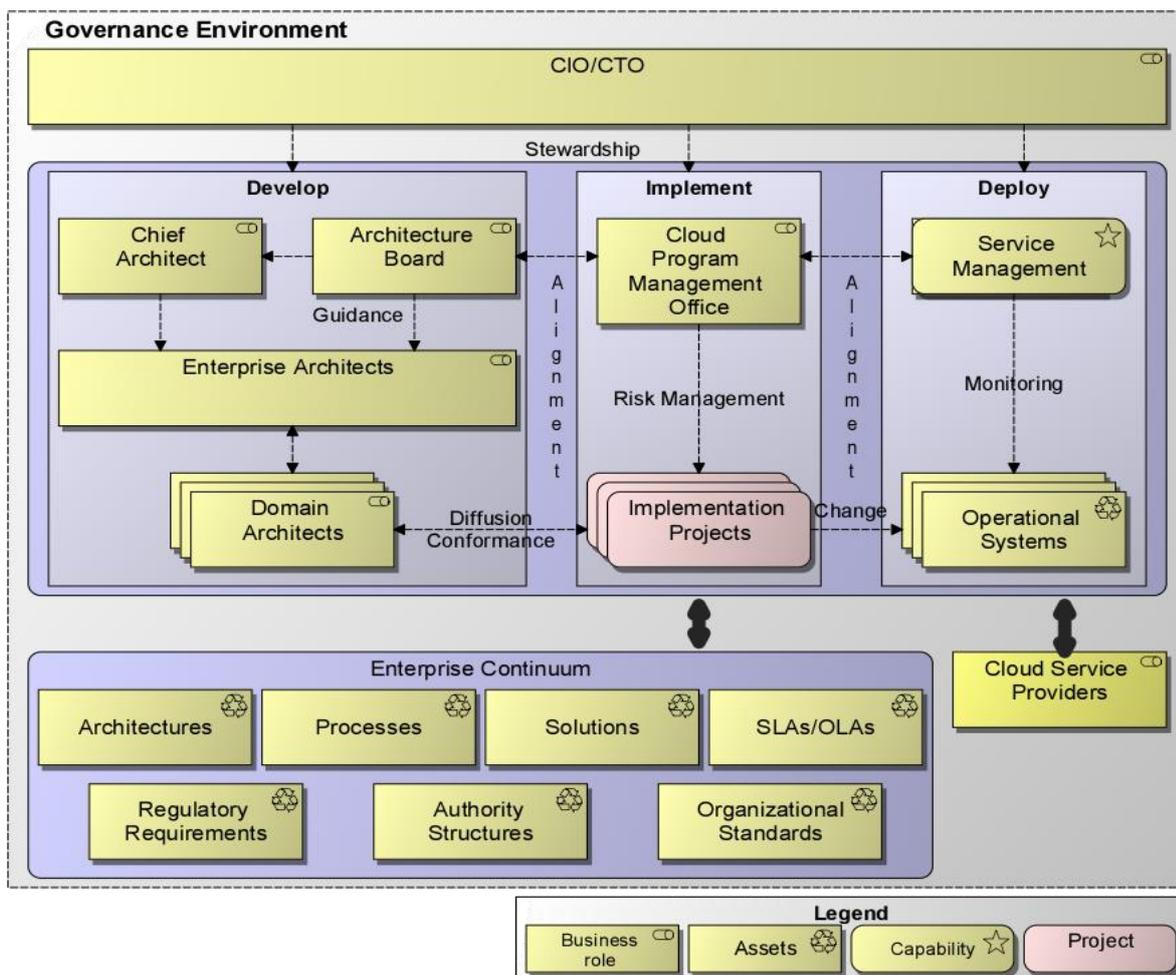 Governance Environment
CIO/CTO
Stewardship
Develop
Implement
Deploy
Chief
Architect
Architecture
Board
Cloud
Program
Management
Office
Service
Management
Guidance
Alignment
Alignment
Enterprise Architects
Risk Management
Monitoring
Domain
Architects
Diffusion
Conformance
Implementation
Projects
Change
Operational
Systems
Enterprise Continuum
Cloud Service
Providers
Architectures
Processes
Solutions
SLAs/OLAs
Regulatory
Requirements
Authority
Structures
Organizational
Standards
Legend
Business
role
Assets
Capability
Project